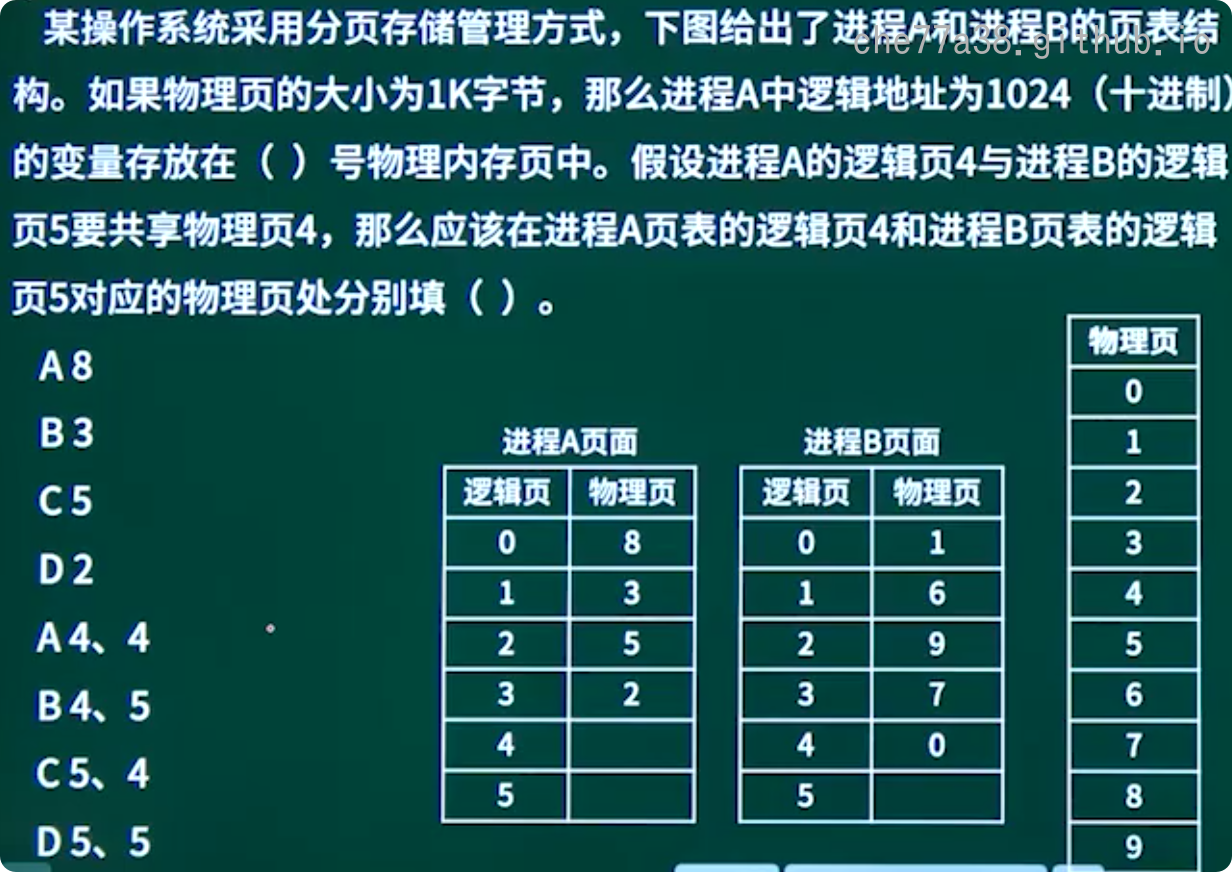 某操作系统采用分页存储管理方式，下图给出了进程A和进程B的页表结
che77a38.github.io
构。如果物理页的大小为1K字节，那么进程A中逻辑地址为1024（十进制）
的变量存放在（ ）号物理内存页中。假设进程A的逻辑页4与进程B的逻辑
页5要共享物理页4，那么应该在进程A页表的逻辑页4和进程B页表的逻辑
页5对应的物理页处分别填（ ）。
A 8
B 3
C 5
D 2
A 4、4
B 4、5
C 5、4
D 5、5
进程A页面
逻辑页 物理页
0 8
1 3
2 5
3 2
4
5
进程B页面
逻辑页 物理页
0 1
1 6
2 9
3 7
4 0
5
物理页
0
1
2
3
4
5
6
7
8
9